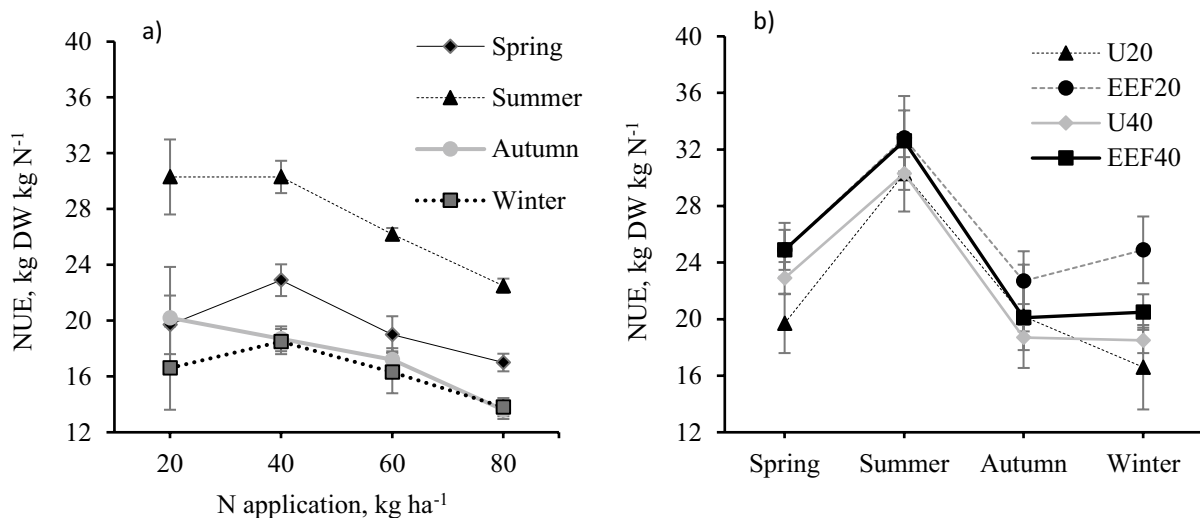 a)
NUE, kg DW kg N-1
40
36
32
28
24
20
16
12
20
40
60
80
N application, kg ha-1
Spring
Summer
Autumn
Winter
b)
NUE, kg DW kg N-1
40
36
32
28
24
20
16
12
Spring
Summer
Autumn
Winter
U20
EEF20
U40
EEF40